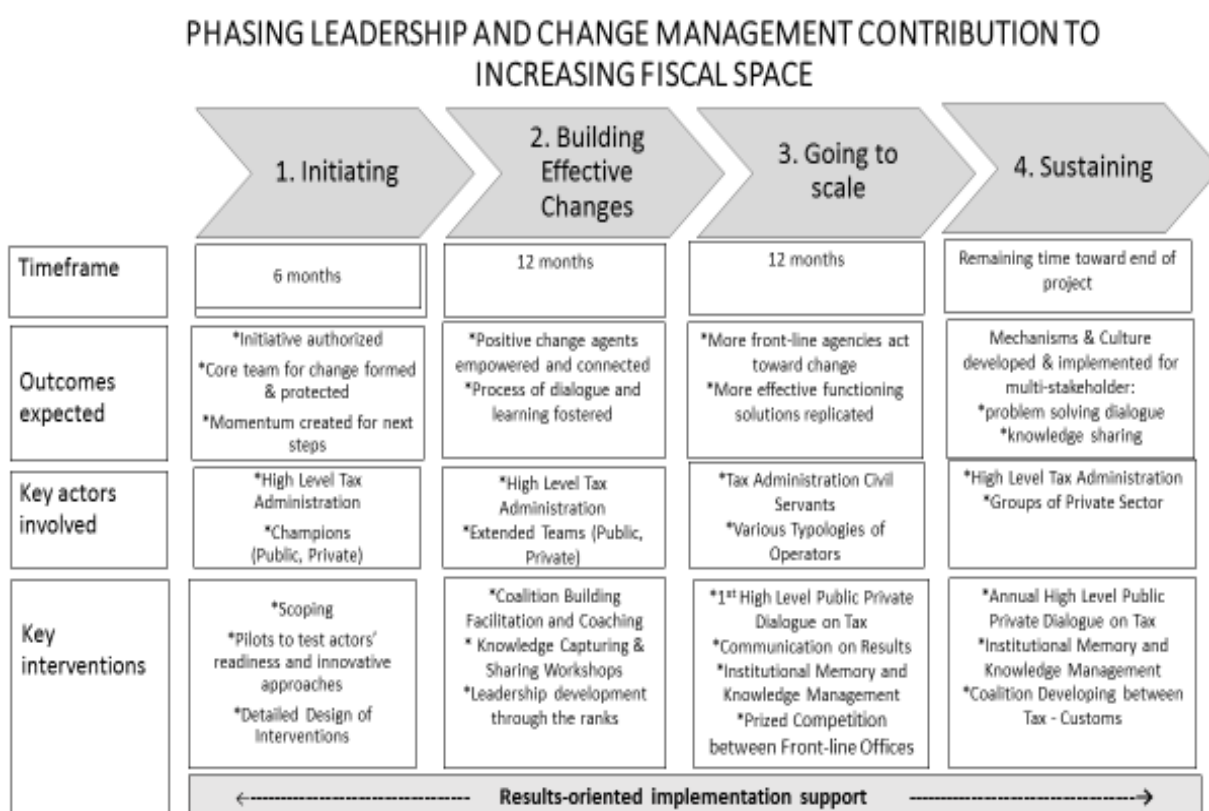 PHASING LEADERSHIP AND CHANGE MANAGEMENT CONTRIBUTION TO
INCREASING FISCAL SPACE
1. Initiating
2. Building
Effective
Changes
3. Going to
scale
4. Sustaining
Timeframe
6 months
12 months
12 months
Remaining time toward end of
project
Outcomes
expected
*Initiative authorized
*Core team for change formed
& protected
*Momentum created for next
steps
*Positive change agents
empowered and connected
*Process of dialogue and
learning fostered
*More front-line agencies act
toward change
*More effective functioning
solutions replicated
Mechanisms & Culture
developed & implemented for
multi-stakeholder:
*problem solving dialogue
*knowledge sharing
Key actors
involved
*High Level Tax
Administration
*Champions
(Public, Private)
*High Level Tax
Administration
*Extended Teams (Public,
Private)
*Tax Administration Civil
Servants
*Various Typologies of
Operators
*High Level Tax Administration
*Groups of Private Sector
Key
interventions
*Scoping
*Pilots to test actors'
readiness and innovative
approaches
*Detailed Design of
Interventions
*Coalition Building
Facilitation and Coaching
* Knowledge Capturing &
Sharing Workshops
*Leadership development
through the ranks
*1st High Level Public Private
Dialogue on Tax
*Communication on Results
*Institutional Memory and
Knowledge Management
*Prized Competition
between Front-line Offices
*Annual High Level Public
Private Dialogue on Tax
*Institutional Memory and
Knowledge Management
*Coalition Developing between
Tax - Customs
Results-oriented implementation support